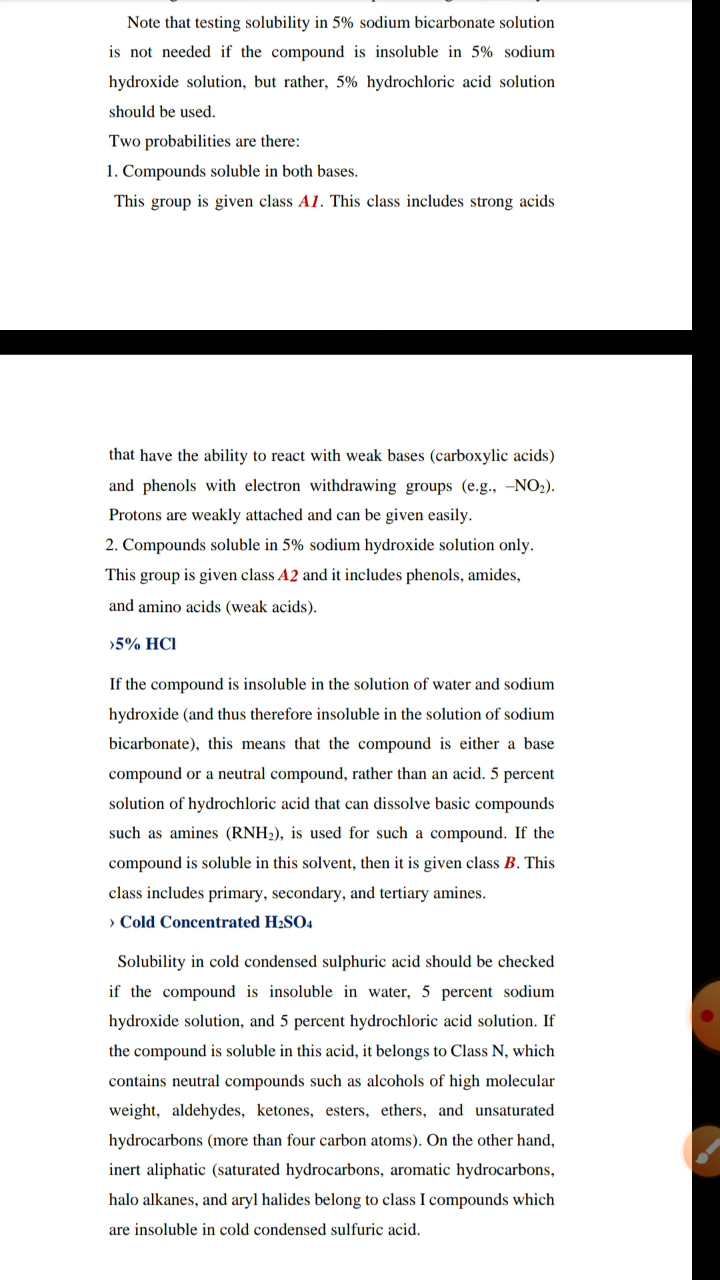 Note that testing solubility in 5% sodium bicarbonate solution
is not needed if the compound is insoluble in 5% sodium
hydroxide solution, but rather, 5% hydrochloric acid solution
should be used.
Two probabilities are there:
1. Compounds soluble in both bases.
This group is given class A1. This class includes strong acids
that have the ability to react with weak bases (carboxylic acids)
and phenols with electron withdrawing groups (e.g., –NO₂).
Protons are weakly attached and can be given easily.
2. Compounds soluble in 5% sodium hydroxide solution only.
This group is given class A2 and it includes phenols, amides,
and amino acids (weak acids).
›5% HCl
If the compound is insoluble in the solution of water and sodium
hydroxide (and thus therefore insoluble in the solution of sodium
bicarbonate), this means that the compound is either a base
compound or a neutral compound, rather than an acid. 5 percent
solution of hydrochloric acid that can dissolve basic compounds
such as amines (RNH₂), is used for such a compound. If the
compound is soluble in this solvent, then it is given class B. This
class includes primary, secondary, and tertiary amines.
› Cold Concentrated H₂SO₄
Solubility in cold condensed sulphuric acid should be checked
if the compound is insoluble in water, 5 percent sodium
hydroxide solution, and 5 percent hydrochloric acid solution. If
the compound is soluble in this acid, it belongs to Class N, which
contains neutral compounds such as alcohols of high molecular
weight, aldehydes, ketones, esters, ethers, and unsaturated
hydrocarbons (more than four carbon atoms). On the other hand,
inert aliphatic (saturated hydrocarbons, aromatic hydrocarbons,
halo alkanes, and aryl halides belong to class I compounds which
are insoluble in cold condensed sulfuric acid.